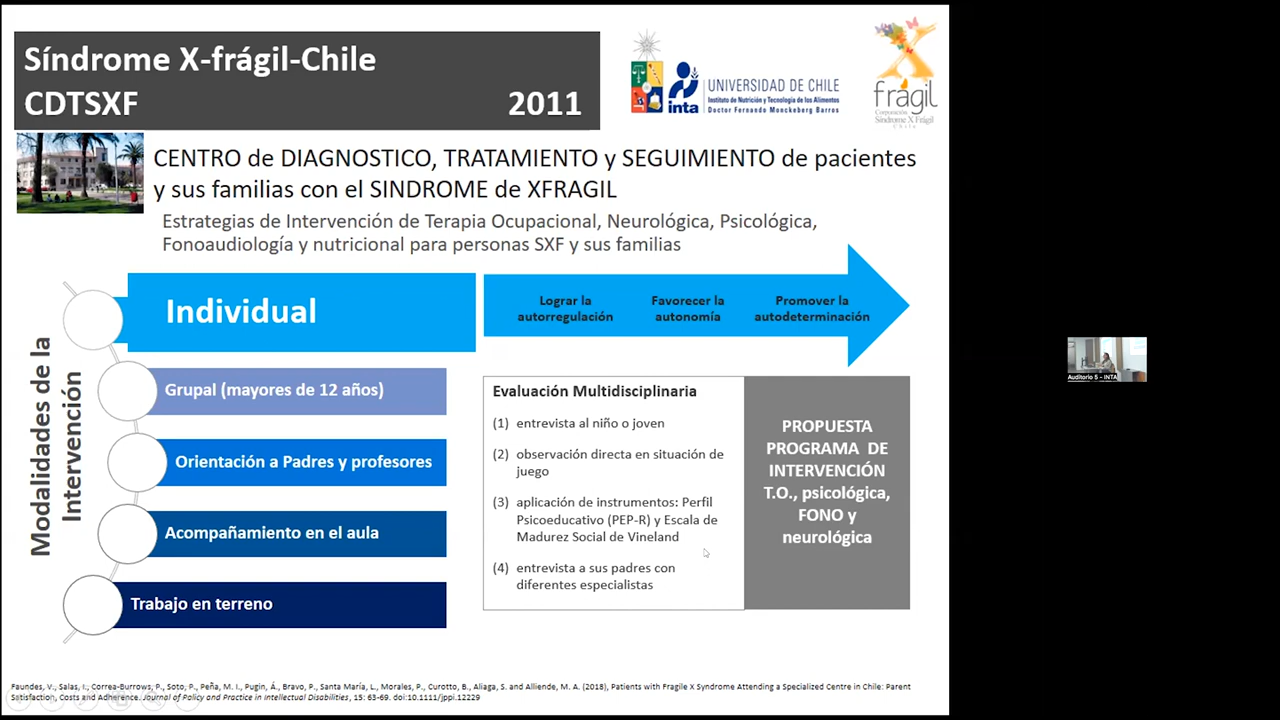 Síndrome X-frágil-Chile
CDTSXF 2011
UNIVERSIDAD DE CHILE
Instituto de Nutrición y Tecnología de los Alimentos
Doctor Fernando Monckeberg Barros
inta
frágil
Corporación
Síndrome X Frágil
Chile
CENTRO de DIAGNOSTICO, TRATAMIENTO y SEGUIMIENTO de pacientes
y sus familias con el SINDROME de XFRAGIL
Estrategias de Intervención de Terapia Ocupacional, Neurológica, Psicológica,
Fonoaudiología y nutricional para personas SXF y sus familias
Modalidades de la
Intervención
Individual
Grupal (mayores de 12 años)
Orientación a Padres y profesores
Acompañamiento en el aula
Trabajo en terreno
Lograr la
autorregulación
Favorecer la
autonomía
Promover la
autodeterminación
Evaluación Multidisciplinaria
(1) entrevista al niño o joven
(2) observación directa en situación de
juego
(3) aplicación de instrumentos: Perfil
Psicoeducativo (PEP-R) y Escala de
Madurez Social de Vineland
(4) entrevista a sus padres con
diferentes especialistas
PROPUESTA
PROGRAMA DE
INTERVENCIÓN
T.O., psicológica,
FONO y
neurológica
Faundes, V., Salas, I., Correa-Burrows, P., Soto, P., Peña, M. I., Pugin, Á., Bravo, P., Santa María, L., Morales, P., Curotto, B., Aliaga, S. and Alliende, M. A. (2018), Patients with Fragile X Syndrome Attending a Specialized Centre in Chile: Parent
Satisfaction, Costs and Adherence. Journal of Policy and Practice in Intellectual Disabilities, 15: 63-69. doi:10.1111/jppi.12229
Auditorio 5 - INTA